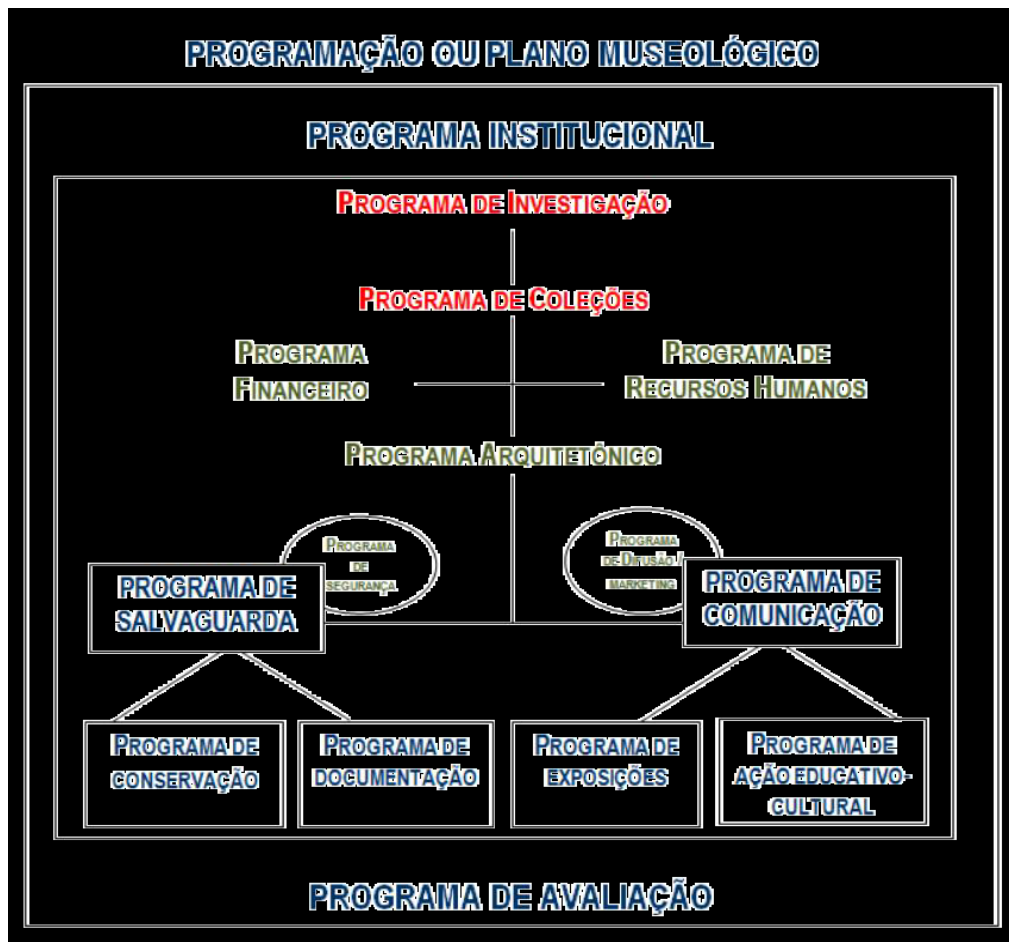 PROGRAMAÇÃO OU PLANO MUSEOLÓGICO
PROGRAMA INSTITUCIONAL
PROGRAMA DE INVESTIGAÇÃO
PROGRAMA DE COLEÇÕES
PROGRAMA
FINANCEIRO
PROGRAMA DE
RECURSOS HUMANOS
PROGRAMA ARQUITETÔNICO
PROGRAMA
DE
SEGURANÇA
PROGRAMA
DE DIFUSÃO /
MARKETING
PROGRAMA DE
SALVAGUARDA
PROGRAMA DE
COMUNICAÇÃO
PROGRAMA DE
CONSERVAÇÃO
PROGRAMA DE
DOCUMENTAÇÃO
PROGRAMA DE
EXPOSIÇÕES
PROGRAMA DE
AÇÃO EDUCATIVO-
CULTURAL
PROGRAMA DE AVALIAÇÃO